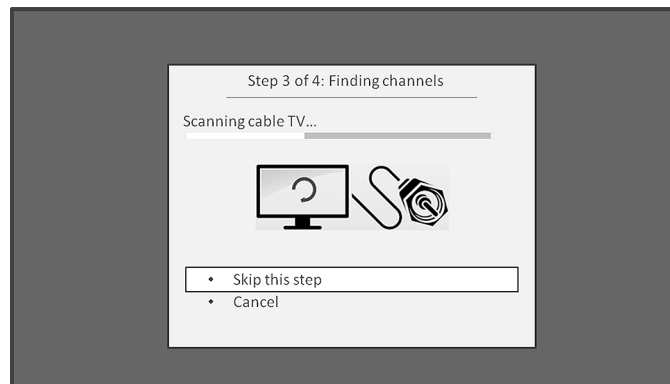 Step 3 of 4: Finding channels
Scanning cable TV...
• Skip this step
• Cancel